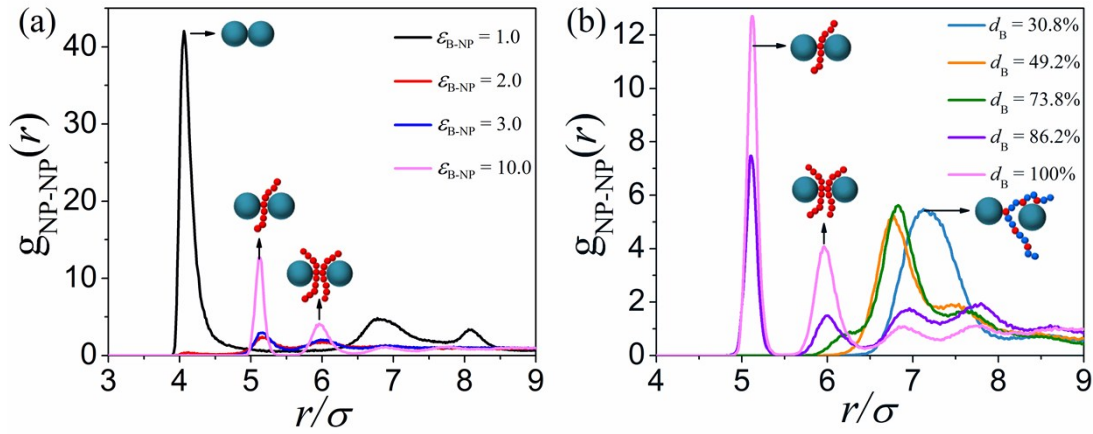 (a)
g_NP-NP(r)
40
30
20
10
0
3 4 5 6 7 8 9
r/σ
ε_B-NP = 1.0
ε_B-NP = 2.0
ε_B-NP = 3.0
ε_B-NP = 10.0
(b)
g_NP-NP(r)
12
10
8
6
4
2
0
4 5 6 7 8 9
r/σ
d_B = 30.8%
d_B = 49.2%
d_B = 73.8%
d_B = 86.2%
d_B = 100%